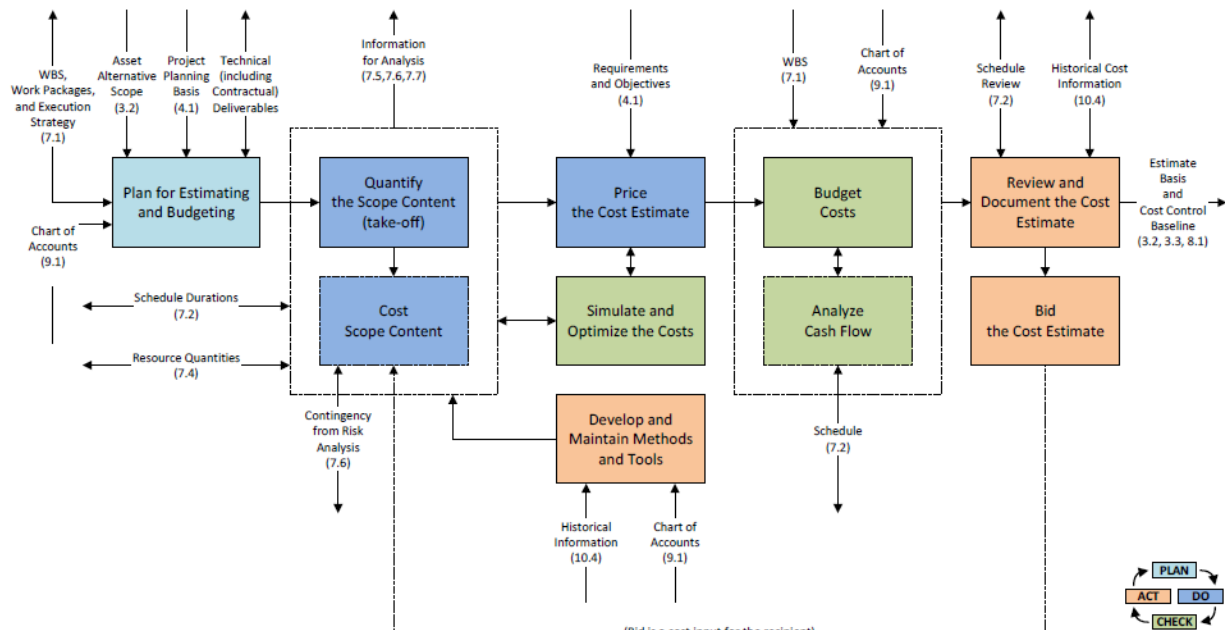 WBS,
Work Packages,
and Execution
Strategy
(7.1)
Asset
Alternative
Scope
(3.2)
Project
Planning
Basis
(4.1)
Technical
(including
Contractual)
Deliverables
Information
for Analysis
(7.5,7.6,7.7)
Requirements
and Objectives
(4.1)
WBS
(7.1)
Chart of
Accounts
(9.1)
Schedule
Review
(7.2)
Historical Cost
Information
(10.4)
Plan for Estimating
and Budgeting
Quantify
the Scope Content
(take-off)
Price
the Cost Estimate
Budget
Costs
Review and
Document the Cost
Estimate
Estimate
Basis
and
Cost Control
Baseline
(3.2, 3.3, 8.1)
Chart of
Accounts
(9.1)
Schedule Durations
(7.2)
Resource Quantities
(7.4)
Cost
Scope Content
Simulate and
Optimize the Costs
Analyze
Cash Flow
Bid
the Cost Estimate
Contingency
from Risk
Analysis
(7.6)
Develop and
Maintain Methods
and Tools
Schedule
(7.2)
Historical
Information
(10.4)
Chart of
Accounts
(9.1)
PLAN
ACT
DO
CHECK
(Bid is a cost input for the recipient)